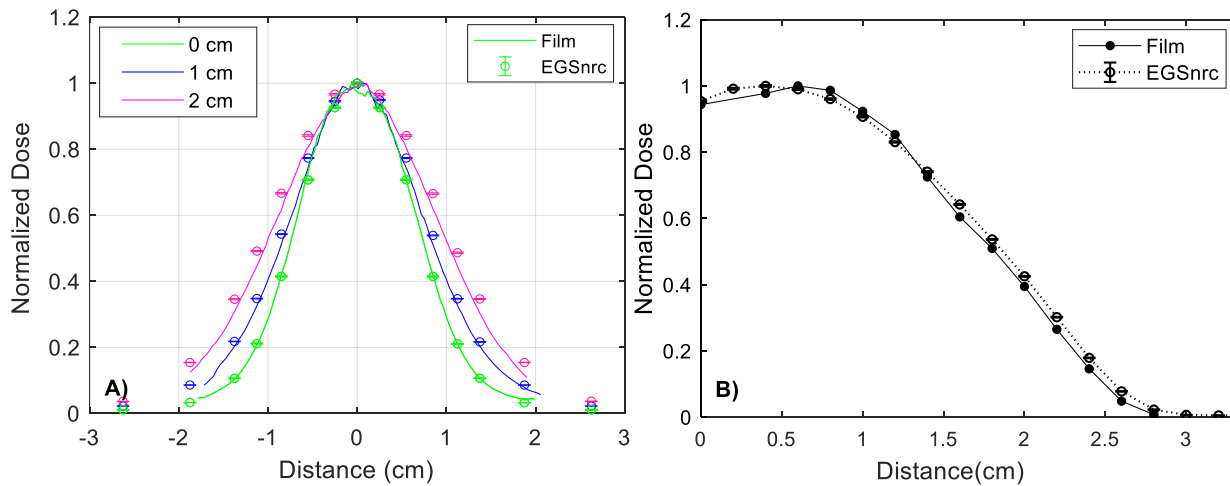 1.2
1
0.8
0.6
0.4
0.2
0
-3
-2
-1
0
1
2
3
Normalized Dose
Distance (cm)
0 cm
1 cm
2 cm
Film
EGSnrc
A)
1.2
1.0
0.8
0.6
0.4
0.2
0
0
0.5
1
1.5
2
2.5
3
Normalized Dose
Distance(cm)
Film
EGSnrc
B)